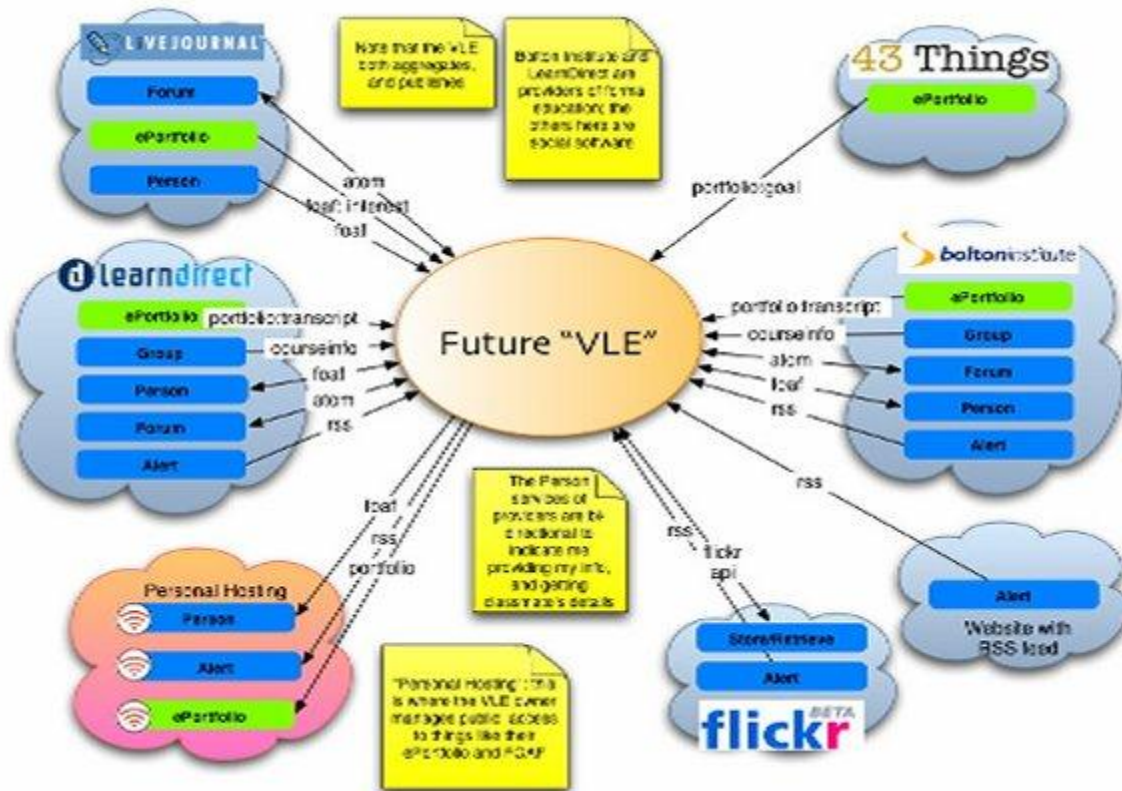 LIVEJOURNAL
Forum
ePortfolio
Person
Note that the VLE
both aggregates,
and publishes
Bolton Institute and
LearnDirect are
providers of formal
education; the
others here are
social software
43 Things
ePortfolio
atom
foaf: interest
foaf
portfolio:goal
learndirect
ePortfolio
Group
Person
Forum
Alert
portfolio:transcript
courseinfo
foaf
atom
rss
Future "VLE"
boltoninstitute
ePortfolio
Group
Forum
Person
Alert
portfolio:transcript
courseinfo
atom
foaf
rss
foaf
rss
portfolio
The Person
services of
providers are bi-
directional to
indicate me
providing my info,
and getting
classmate's details
rss
flickr
api
rss
Personal Hosting
Person
Alert
ePortfolio
"Personal Hosting": this
is where the VLE owner
manages public access
to things like their
ePortfolio and FOAF
Store/Retrieve
Alert
flickr
BETA
Alert
Website with
RSS feed